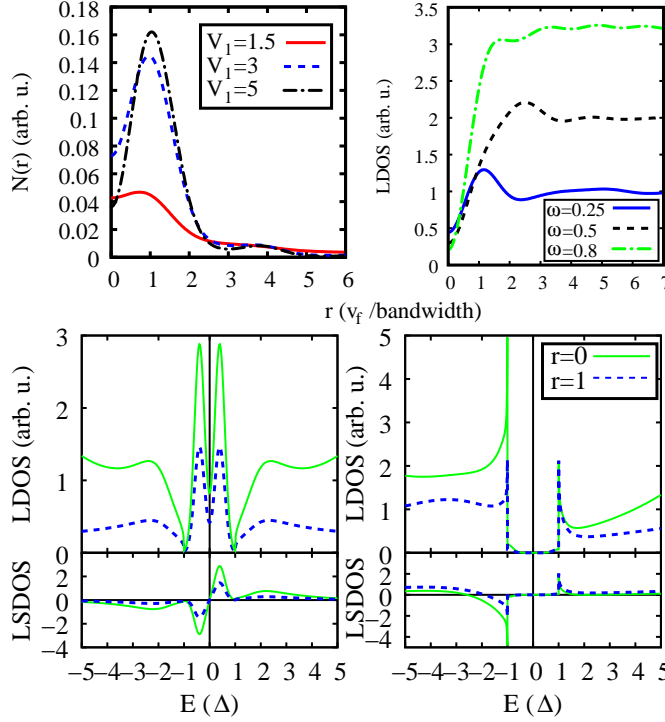 N(r) (arb. u.)
0.18
0.16
0.14
0.12
0.1
0.08
0.06
0.04
0.02
0
V1=1.5
V1=3
V1=5
0 1 2 3 4 5 6
LDOS (arb. u.)
3.5
3
2.5
2
1.5
1
0.5
0
ω=0.25
ω=0.5
ω=0.8
0 1 2 3 4 5 6 7
r (vf /bandwidth)
LDOS (arb. u.)
3
2
1
0
LSDOS
2
0
−2
−4
−5−4 −3 −2 −1 0 1 2 3 4 5
E (Δ)
LDOS (arb. u.)
5
4
3
2
1
0
r=0
r=1
LSDOS
2
0
−2
−4
−5−4 −3 −2 −1 0 1 2 3 4 5
E (Δ)